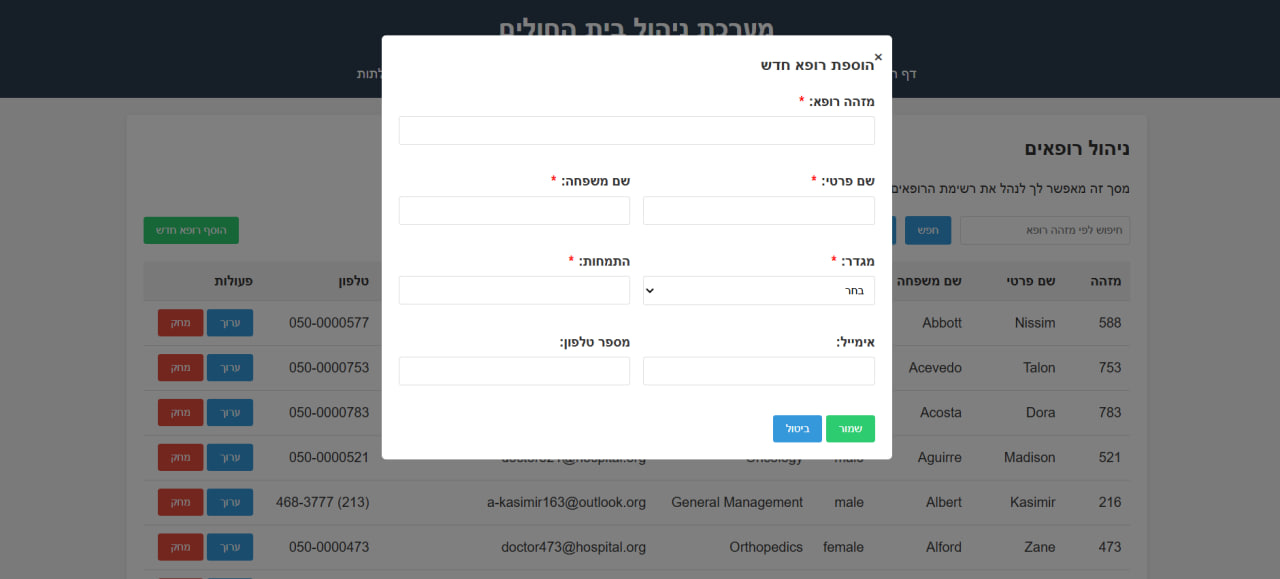 מערכת ניהול בית החולים
דף
לתות
×
הוספת רופא חדש
מזהה רופא: *
שם פרטי: * שם משפחה: *
מגדר: * התמחות: *
בחר
אימייל: מספר טלפון:
שמור ביטול
ניהול רופאים
מסך זה מאפשר לך לנהל את רשימת הרופאים
חיפוש לפי מזהה רופא חפש הוסף רופא חדש
מזהה שם פרטי שם משפחה טלפון פעולות
588 Nissim Abbott 050-0000577 ערוך מחק
753 Talon Acevedo 050-0000753 ערוך מחק
783 Dora Acosta 050-0000783 ערוך מחק
521 Madison Aguirre male Oncology doctor521@hospital.org 050-0000521 ערוך מחק
216 Kasimir Albert male General Management a-kasimir163@outlook.org (213) 468-3777 ערוך מחק
473 Zane Alford female Orthopedics doctor473@hospital.org 050-0000473 ערוך מחק